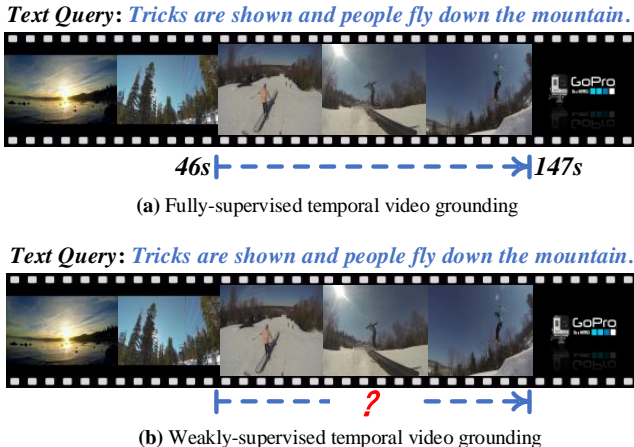 Text Query: Tricks are shown and people fly down the mountain.
GoPro
46s 147s
(a) Fully-supervised temporal video grounding
Text Query: Tricks are shown and people fly down the mountain.
GoPro
?
(b) Weakly-supervised temporal video grounding